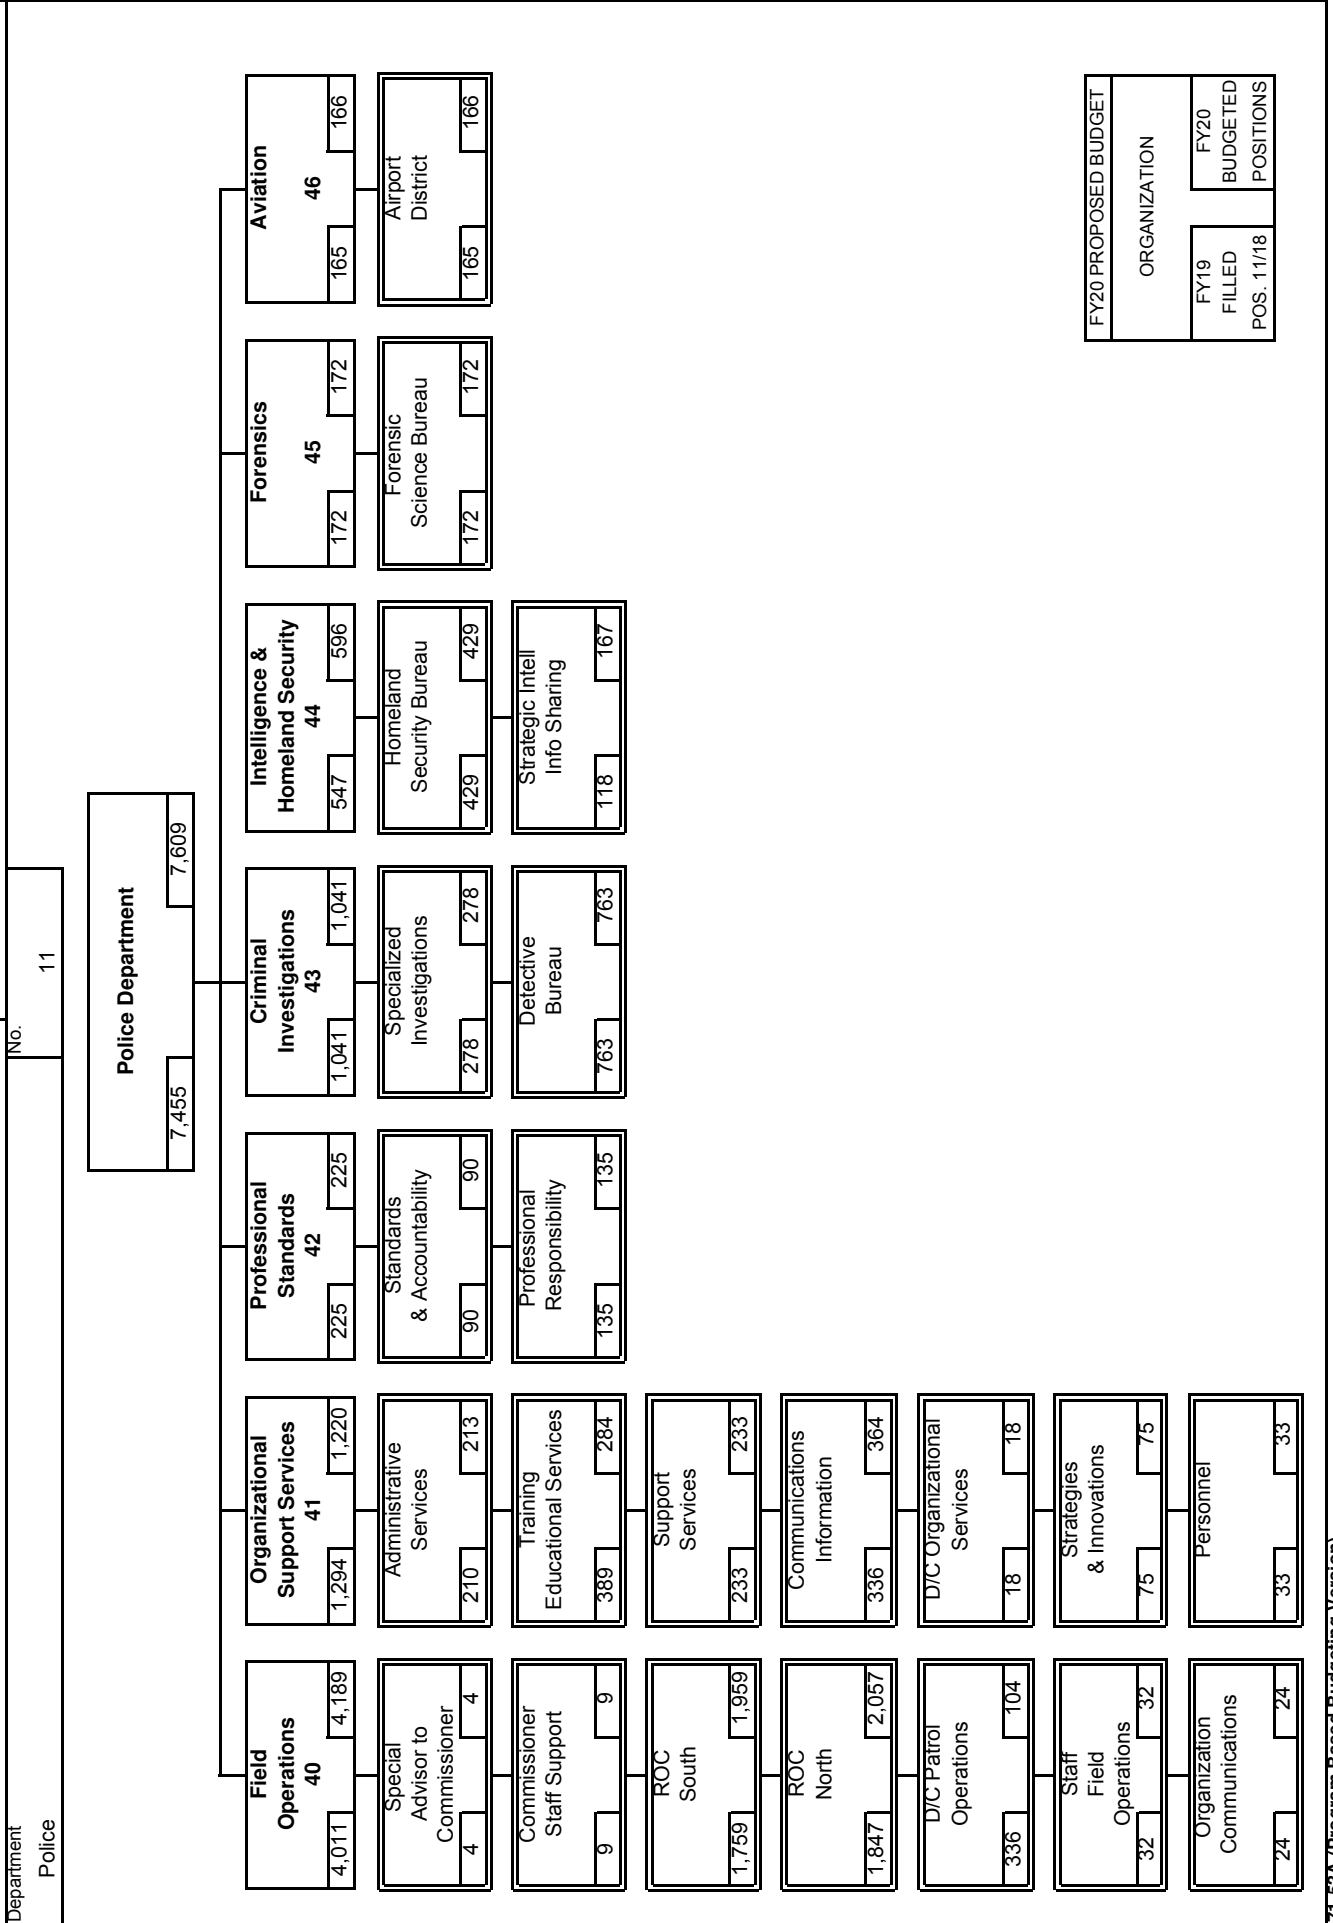 Department
No.
Police
11
Police Department
7,455
7,609
Field
Operations
40
4,011
4,189
Organizational
Support Services
41
1,294
1,220
Professional
Standards
42
225
225
Criminal
Investigations
43
1,041
1,041
Intelligence &
Homeland Security
44
547
596
Forensics
45
172
172
Aviation
46
165
166
Special
Advisor to
Commissioner
4
4
Administrative
Services
210
213
Standards
& Accountability
90
90
Specialized
Investigations
278
278
Homeland
Security Bureau
429
429
Forensic
Science Bureau
172
172
Airport
District
165
166
Commissioner
Staff Support
9
9
Training
Educational Services
389
284
Professional
Responsibility
135
135
Detective
Bureau
763
763
Strategic Intell
Info Sharing
118
167
ROC
South
1,759
1,959
Support
Services
233
233
ROC
North
1,847
2,057
Communications
Information
336
364
D/C Patrol
Operations
336
104
D/C Organizational
Services
18
18
Staff
Field
Operations
32
32
Strategies
& Innovations
75
75
Organization
Communications
24
24
Personnel
33
33
FY20 PROPOSED BUDGET
ORGANIZATION
FY19
FILLED
POS. 11/18
FY20
BUDGETED
POSITIONS
71-53A (Program Based Budgeting Version)